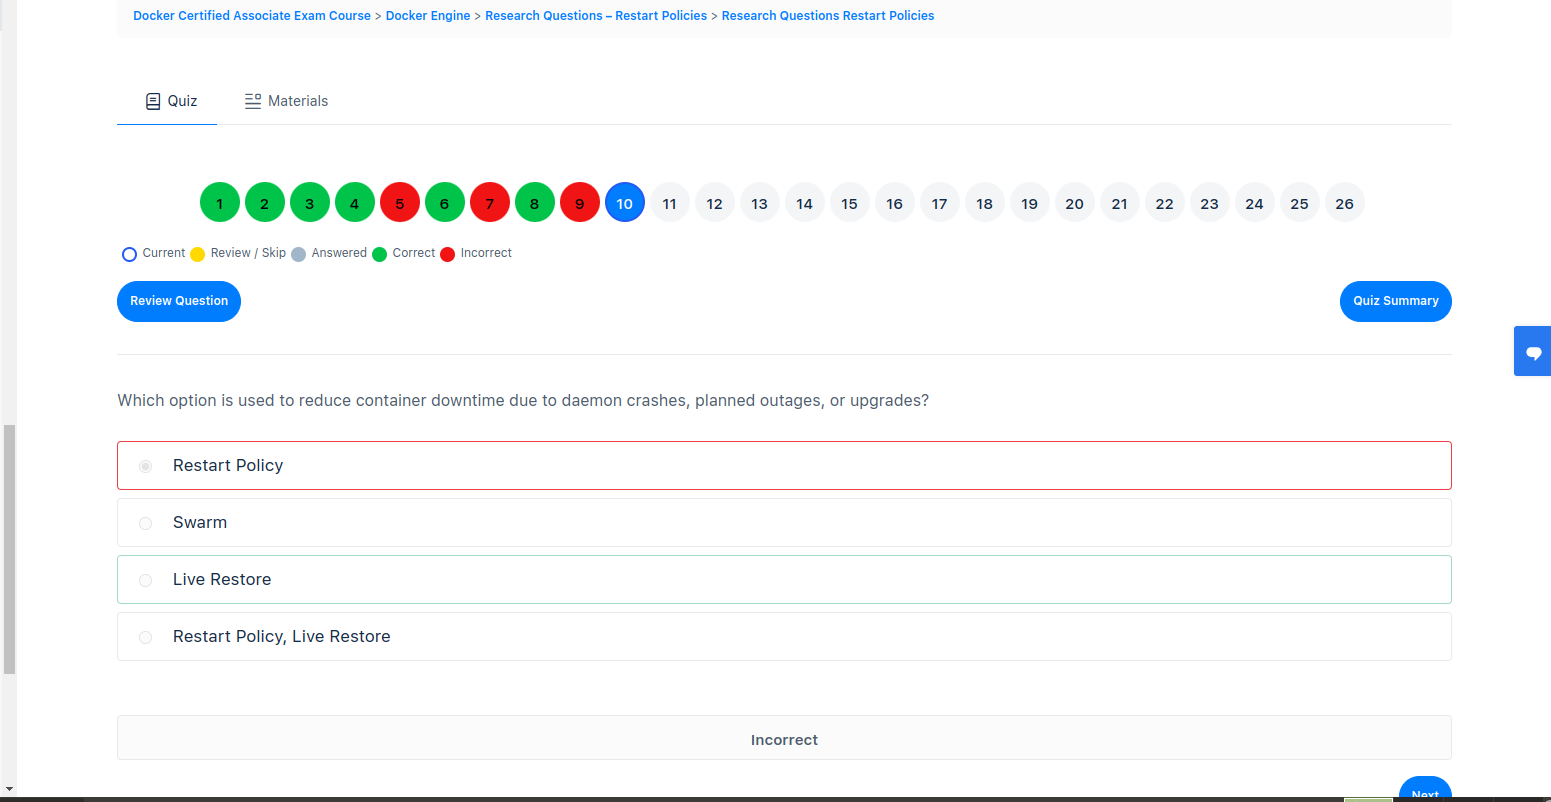 Docker Certified Associate Exam Course > Docker Engine > Research Questions – Restart Policies > Research Questions Restart Policies
Quiz Materials
1 2 3 4 5 6 7 8 9 10 11 12 13 14 15 16 17 18 19 20 21 22 23 24 25 26
Current Review / Skip Answered Correct Incorrect
Review Question Quiz Summary
Which option is used to reduce container downtime due to daemon crashes, planned outages, or upgrades?
Restart Policy
Swarm
Live Restore
Restart Policy, Live Restore
Incorrect
Next